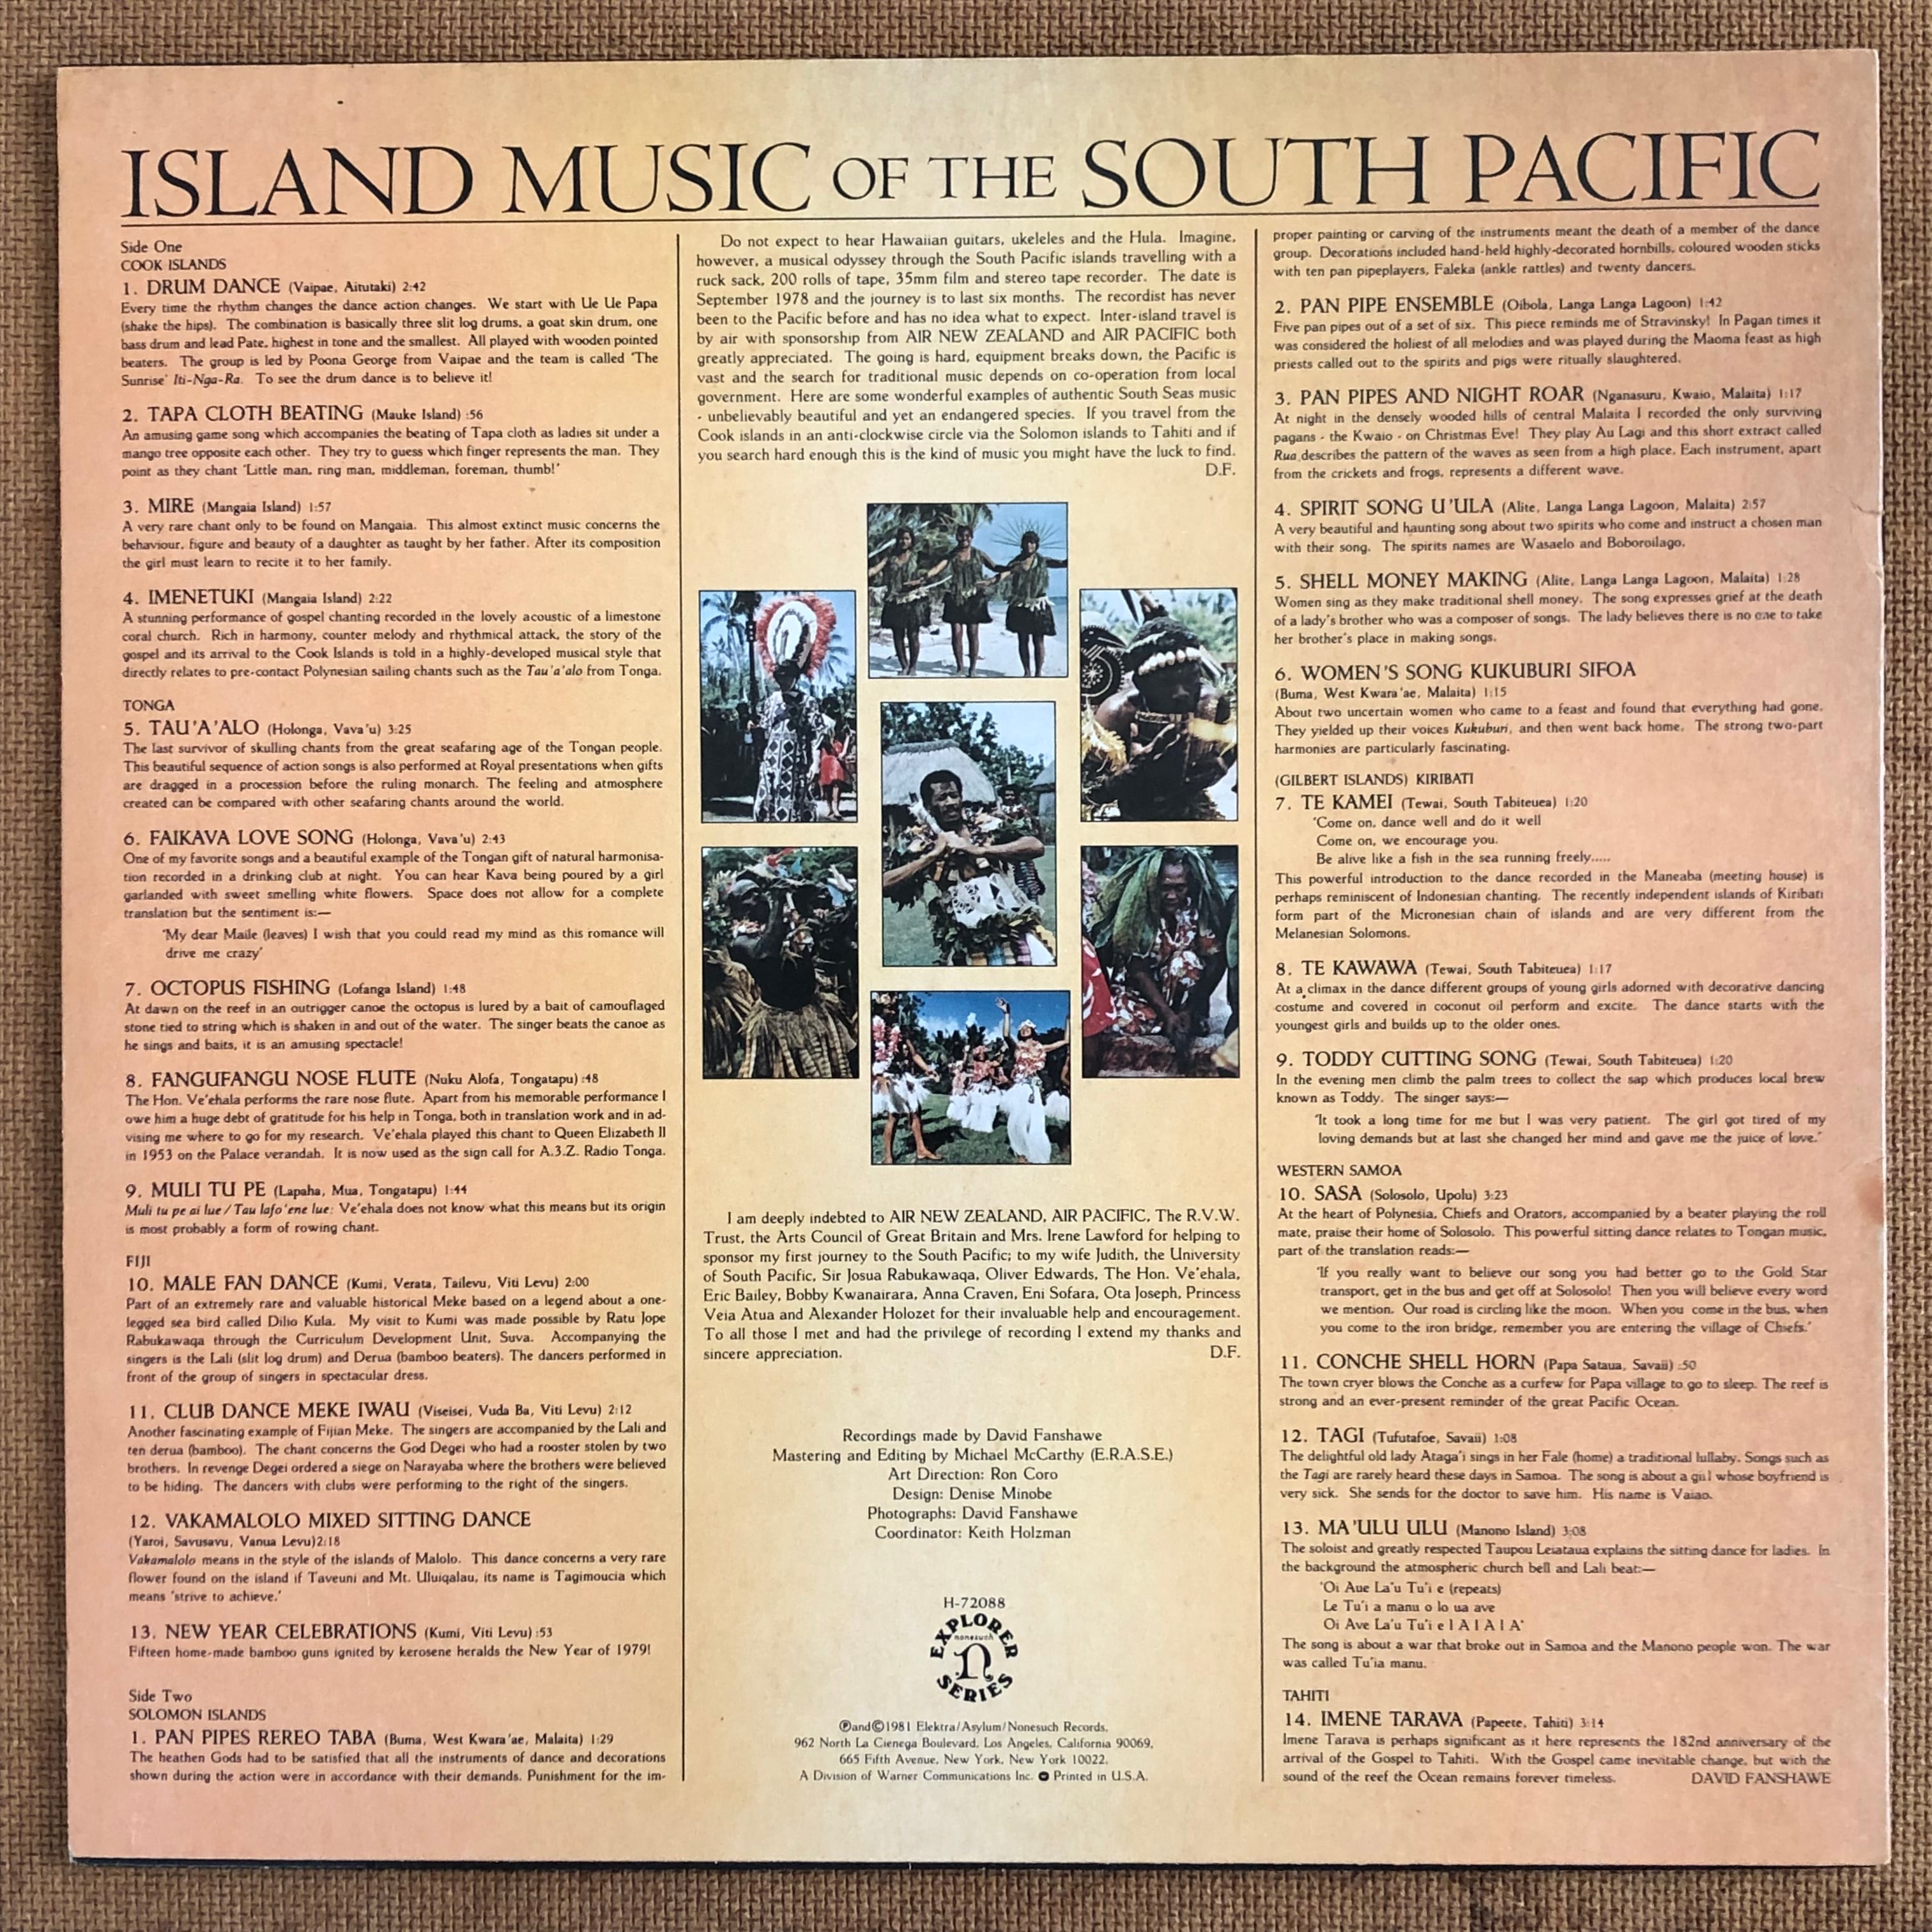 ISLAND MUSIC OF THE SOUTH PACIFIC
Side One
COOK ISLANDS
1. DRUM DANCE (Vaipae, Aitutaki) 2:42
Every time the rhythm changes the dance action changes. We start with Ue Ue Papa
(shake the hips). The combination is basically three slit log drums, a goat skin drum, one
bass drum and lead Pate, highest in tone and the smallest. All played with wooden pointed
beaters. The group is led by Poona George from Vaipae and the team is called 'The
Sunrise' Iti-Nga-Ra. To see the drum dance is to believe it!
2. TAPA CLOTH BEATING (Mauke Island) :56
An amusing game song which accompanies the beating of Tapa cloth as ladies sit under a
mango tree opposite each other. They try to guess which finger represents the man. They
point as they chant 'Little man, ring man, middleman, foreman, thumb!'
3. MIRE (Mangaia Island) 1:57
A very rare chant only to be found on Mangaia. This almost extinct music concerns the
behaviour, figure and beauty of a daughter as taught by her father. After its composition
the girl must learn to recite it to her family.
4. IMENETUKI (Mangaia Island) 2:22
A stunning performance of gospel chanting recorded in the lovely acoustic of a limestone
coral church. Rich in harmony, counter melody and rhythmical attack, the story of the
gospel and its arrival to the Cook Islands is told in a highly-developed musical style that
directly relates to pre-contact Polynesian sailing chants such as the Tau'a'alo from Tonga.
TONGA
5. TAU'A'ALO (Holonga, Vava'u) 3:25
The last survivor of skulling chants from the great seafaring age of the Tongan people.
This beautiful sequence of action songs is also performed at Royal presentations when gifts
are dragged in a procession before the ruling monarch. The feeling and atmosphere
created can be compared with other seafaring chants around the world.
6. FAIKAVA LOVE SONG (Holonga, Vava'u) 2:43
One of my favorite songs and a beautiful example of the Tongan gift of natural harmonisa-
tion recorded in a drinking club at night. You can hear Kava being poured by a girl
garlanded with sweet smelling white flowers. Space does not allow for a complete
translation but the sentiment is:—
'My dear Maile (leaves) I wish that you could read my mind as this romance will
drive me crazy'
7. OCTOPUS FISHING (Lofanga Island) 1:48
At dawn on the reef in an outrigger canoe the octopus is lured by a bait of camouflaged
stone tied to string which is shaken in and out of the water. The singer beats the canoe as
he sings and baits, it is an amusing spectacle!
8. FANGUFANGU NOSE FLUTE (Nuku Alofa, Tongatapu) :48
The Hon. Ve'ehala performs the rare nose flute. Apart from his memorable performance I
owe him a huge debt of gratitude for his help in Tonga, both in translation work and in ad-
vising me where to go for my research. Ve'ehala played this chant to Queen Elizabeth II
in 1953 on the Palace verandah. It is now used as the sign call for A.3.Z. Radio Tonga.
9. MULI TU PE (Lapaha, Mua, Tongatapu) 1:44
Muli tu pe ai lue / Tau lafo'ene lue: Ve'ehala does not know what this means but its origin
is most probably a form of rowing chant.
FIJI
10. MALE FAN DANCE (Kumi, Verata, Tailevu, Viti Levu) 2:00
Part of an extremely rare and valuable historical Meke based on a legend about a one-
legged sea bird called Dilio Kula. My visit to Kumi was made possible by Ratu Jope
Rabukawaqa through the Curriculum Development Unit, Suva. Accompanying the
singers is the Lali (slit log drum) and Derua (bamboo beaters). The dancers performed in
front of the group of singers in spectacular dress.
11. CLUB DANCE MEKE IWAU (Viseisei, Vuda Ba, Viti Levu) 2:12
Another fascinating example of Fijian Meke. The singers are accompanied by the Lali and
ten derua (bamboo). The chant concerns the God Degei who had a rooster stolen by two
brothers. In revenge Degei ordered a siege on Narayaba where the brothers were believed
to be hiding. The dancers with clubs were performing to the right of the singers.
12. VAKAMALOLO MIXED SITTING DANCE
(Yaroi, Savusavu, Vanua Levu)2:18
Vakamalolo means in the style of the islands of Malolo. This dance concerns a very rare
flower found on the island if Taveuni and Mt. Uluiqalau, its name is Tagimoucia which
means 'strive to achieve.'
13. NEW YEAR CELEBRATIONS (Kumi, Viti Levu) :53
Fifteen home-made bamboo guns ignited by kerosene heralds the New Year of 1979!
Side Two
SOLOMON ISLANDS
1. PAN PIPES REREO TABA (Buma, West Kwara'ae, Malaita) 1:29
The heathen Gods had to be satisfied that all the instruments of dance and decorations
shown during the action were in accordance with their demands. Punishment for the im-
Do not expect to hear Hawaiian guitars, ukeleles and the Hula. Imagine,
however, a musical odyssey through the South Pacific islands travelling with a
ruck sack, 200 rolls of tape, 35mm film and stereo tape recorder. The date is
September 1978 and the journey is to last six months. The recordist has never
been to the Pacific before and has no idea what to expect. Inter-island travel is
by air with sponsorship from AIR NEW ZEALAND and AIR PACIFIC both
greatly appreciated. The going is hard, equipment breaks down, the Pacific is
vast and the search for traditional music depends on co-operation from local
government. Here are some wonderful examples of authentic South Seas music
- unbelievably beautiful and yet an endangered species. If you travel from the
Cook islands in an anti-clockwise circle via the Solomon islands to Tahiti and if
you search hard enough this is the kind of music you might have the luck to find.
D.F.
I am deeply indebted to AIR NEW ZEALAND, AIR PACIFIC, The R.V.W.
Trust, the Arts Council of Great Britain and Mrs. Irene Lawford for helping to
sponsor my first journey to the South Pacific; to my wife Judith, the University
of South Pacific, Sir Josua Rabukawaqa, Oliver Edwards, The Hon. Ve'ehala,
Eric Bailey, Bobby Kwanairara, Anna Craven, Eni Sofara, Ota Joseph, Princess
Veia Atua and Alexander Holozet for their invaluable help and encouragement.
To all those I met and had the privilege of recording I extend my thanks and
sincere appreciation. D.F.
Recordings made by David Fanshawe
Mastering and Editing by Michael McCarthy (E.R.A.S.E.)
Art Direction: Ron Coro
Design: Denise Minobe
Photographs: David Fanshawe
Coordinator: Keith Holzman
H-72088
EXPLORER
nonesuch
n
SERIES
Ⓟand©1981 Elektra/Asylum/Nonesuch Records,
962 North La Cienega Boulevard, Los Angeles, California 90069,
665 Fifth Avenue, New York, New York 10022.
A Division of Warner Communications Inc. Printed in U.S.A.
proper painting or carving of the instruments meant the death of a member of the dance
group. Decorations included hand-held highly-decorated hornbills, coloured wooden sticks
with ten pan pipeplayers, Faleka (ankle rattles) and twenty dancers.
2. PAN PIPE ENSEMBLE (Oibola, Langa Langa Lagoon) 1:42
Five pan pipes out of a set of six. This piece reminds me of Stravinsky! In Pagan times it
was considered the holiest of all melodies and was played during the Maoma feast as high
priests called out to the spirits and pigs were ritually slaughtered.
3. PAN PIPES AND NIGHT ROAR (Nganasuru, Kwaio, Malaita) 1:17
At night in the densely wooded hills of central Malaita I recorded the only surviving
pagans - the Kwaio - on Christmas Eve! They play Au Lagi and this short extract called
Rua describes the pattern of the waves as seen from a high place. Each instrument, apart
from the crickets and frogs, represents a different wave.
4. SPIRIT SONG U'ULA (Alite, Langa Langa Lagoon, Malaita) 2:57
A very beautiful and haunting song about two spirits who come and instruct a chosen man
with their song. The spirits names are Wasaelo and Boboroilago.
5. SHELL MONEY MAKING (Alite, Langa Langa Lagoon, Malaita) 1:28
Women sing as they make traditional shell money. The song expresses grief at the death
of a lady's brother who was a composer of songs. The lady believes there is no one to take
her brother's place in making songs.
6. WOMEN'S SONG KUKUBURI SIFOA
(Buma, West Kwara'ae, Malaita) 1:15
About two uncertain women who came to a feast and found that everything had gone.
They yielded up their voices Kukuburi, and then went back home. The strong two-part
harmonies are particularly fascinating.
(GILBERT ISLANDS) KIRIBATI
7. TE KAMEI (Tewai, South Tabiteuea) 1:20
'Come on, dance well and do it well
Come on, we encourage you.
Be alive like a fish in the sea running freely.....
This powerful introduction to the dance recorded in the Maneaba (meeting house) is
perhaps reminiscent of Indonesian chanting. The recently independent islands of Kiribati
form part of the Micronesian chain of islands and are very different from the
Melanesian Solomons.
8. TE KAWAWA (Tewai, South Tabiteuea) 1:17
At a climax in the dance different groups of young girls adorned with decorative dancing
costume and covered in coconut oil perform and excite. The dance starts with the
youngest girls and builds up to the older ones.
9. TODDY CUTTING SONG (Tewai, South Tabiteuea) 1:20
In the evening men climb the palm trees to collect the sap which produces local brew
known as Toddy. The singer says:—
'It took a long time for me but I was very patient. The girl got tired of my
loving demands but at last she changed her mind and gave me the juice of love.'
WESTERN SAMOA
10. SASA (Solosolo, Upolu) 3:23
At the heart of Polynesia, Chiefs and Orators, accompanied by a beater playing the roll
mate, praise their home of Solosolo. This powerful sitting dance relates to Tongan music,
part of the translation reads:—
'If you really want to believe our song you had better go to the Gold Star
transport, get in the bus and get off at Solosolo! Then you will believe every word
we mention. Our road is circling like the moon. When you come in the bus, when
you come to the iron bridge, remember you are entering the village of Chiefs.'
11. CONCHE SHELL HORN (Papa Sataua, Savaii) :50
The town cryer blows the Conche as a curfew for Papa village to go to sleep. The reef is
strong and an ever-present reminder of the great Pacific Ocean.
12. TAGI (Tufutafoe, Savaii) 1:08
The delightful old lady Ataga'i sings in her Fale (home) a traditional lullaby. Songs such as
the Tagi are rarely heard these days in Samoa. The song is about a girl whose boyfriend is
very sick. She sends for the doctor to save him. His name is Vaiao.
13. MA'ULU ULU (Manono Island) 3:08
The soloist and greatly respected Taupou Leiataua explains the sitting dance for ladies. In
the background the atmospheric church bell and Lali beat:—
'Oi Aue La'u Tu'i e (repeats)
Le Tu'i a manu o lo ua ave
Oi Ave La'u Tu'i e I A I A I A'
The song is about a war that broke out in Samoa and the Manono people won. The war
was called Tu'ia manu.
TAHITI
14. IMENE TARAVA (Papeete, Tahiti) 3:14
Imene Tarava is perhaps significant as it here represents the 182nd anniversary of the
arrival of the Gospel to Tahiti. With the Gospel came inevitable change, but with the
sound of the reef the Ocean remains forever timeless. DAVID FANSHAWE